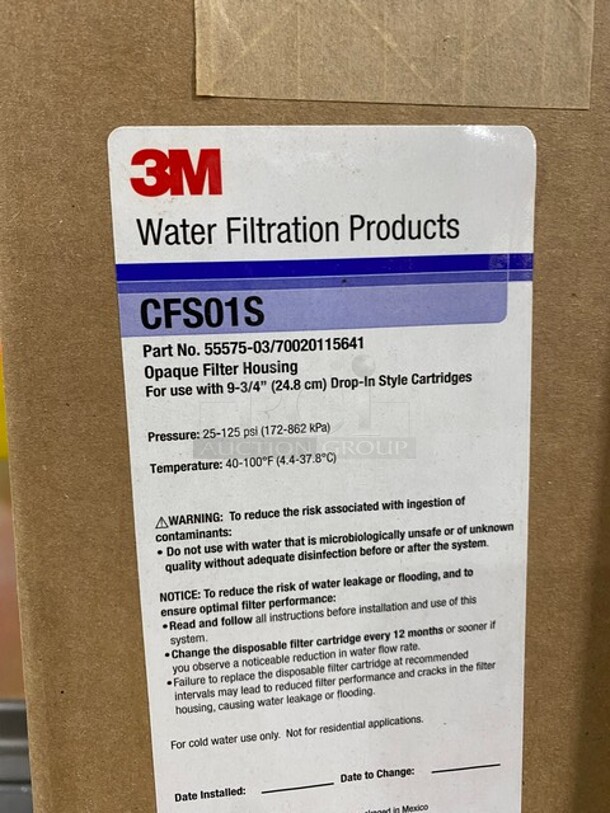 3M
Water Filtration Products
CFS01S
Part No. 55575-03/70020115641
Opaque Filter Housing
For use with 9-3/4" (24.8 cm) Drop-In Style Cartridges
Pressure: 25-125 psi (172-862 kPa)
AUCTION GROUP
Temperature: 40-100°F (4.4-37.8°C)
⚠WARNING: To reduce the risk associated with ingestion of
contaminants:
• Do not use with water that is microbiologically unsafe or of unknown
quality without adequate disinfection before or after the system.
NOTICE: To reduce the risk of water leakage or flooding, and to
ensure optimal filter performance:
• Read and follow all instructions before installation and use of this
system.
• Change the disposable filter cartridge every 12 months or sooner if
you observe a noticeable reduction in water flow rate.
• Failure to replace the disposable filter cartridge at recommended
intervals may lead to reduced filter performance and cracks in the filter
housing, causing water leakage or flooding.
For cold water use only. Not for residential applications.
Date Installed: Date to Change:
in Mexico